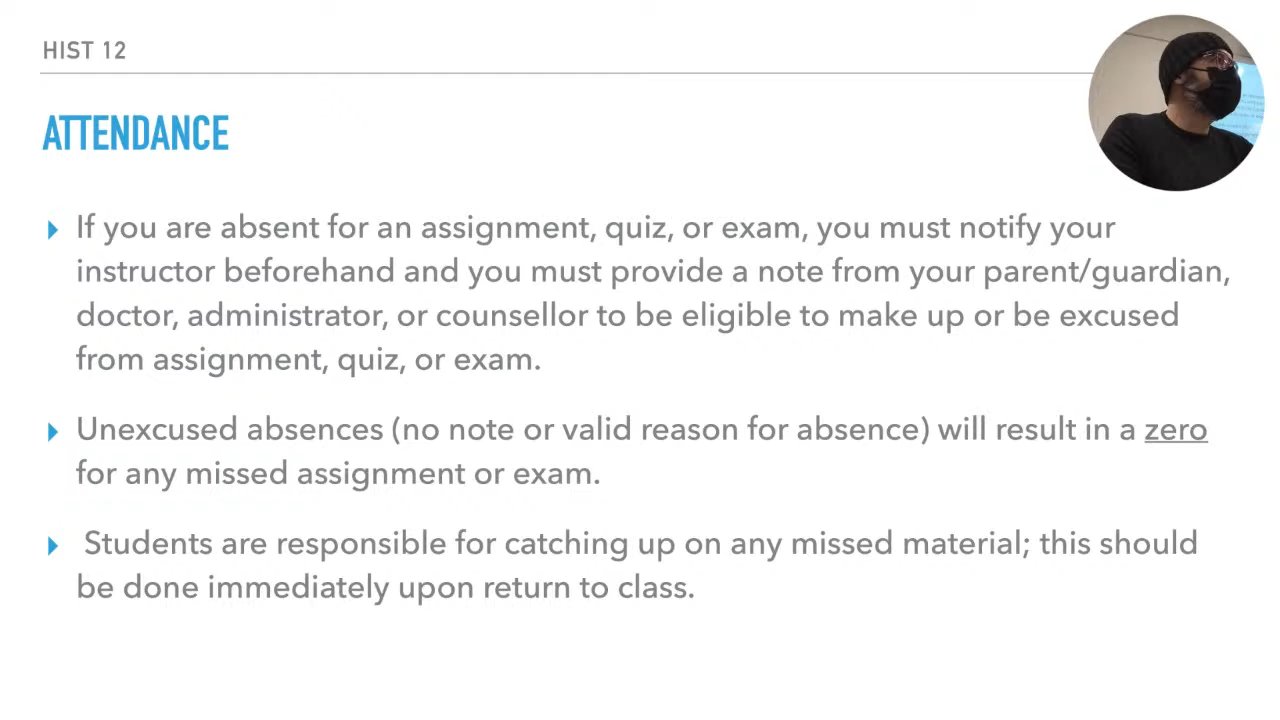 HIST 12
ATTENDANCE
If you are absent for an assignment, quiz, or exam, you must notify your
instructor beforehand and you must provide a note from your parent/guardian,
doctor, administrator, or counsellor to be eligible to make up or be excused
from assignment, quiz, or exam.
Unexcused absences (no note or valid reason for absence) will result in a zero
for any missed assignment or exam.
Students are responsible for catching up on any missed material; this should
be done immediately upon return to class.